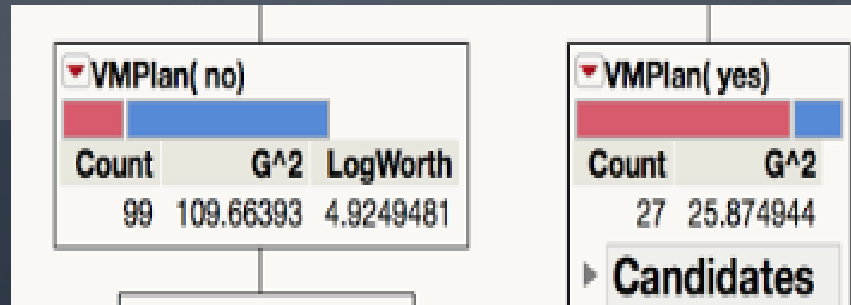 VMPlan( no)
Count G^2 LogWorth
99 109.66393 4.9249481
VMPlan( yes)
Count G^2
27 25.874944
Candidates